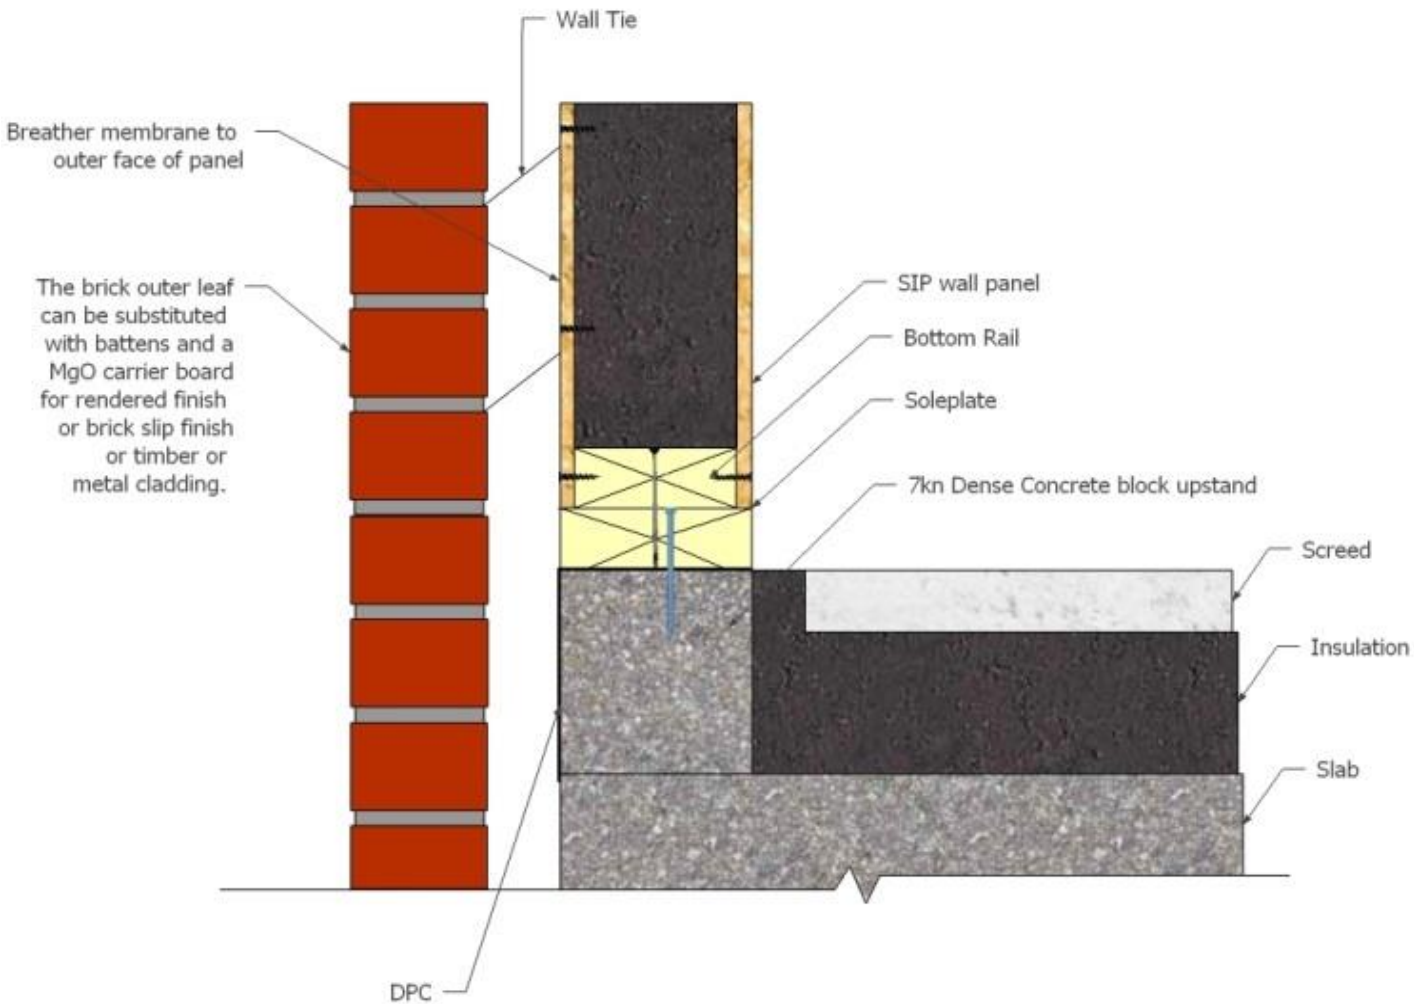 Wall Tie
Breather membrane to
outer face of panel
The brick outer leaf
can be substituted
with battens and a
MgO carrier board
for rendered finish
or brick slip finish
or timber or
metal cladding.
SIP wall panel
Bottom Rail
Soleplate
7kn Dense Concrete block upstand
Screed
Insulation
Slab
DPC